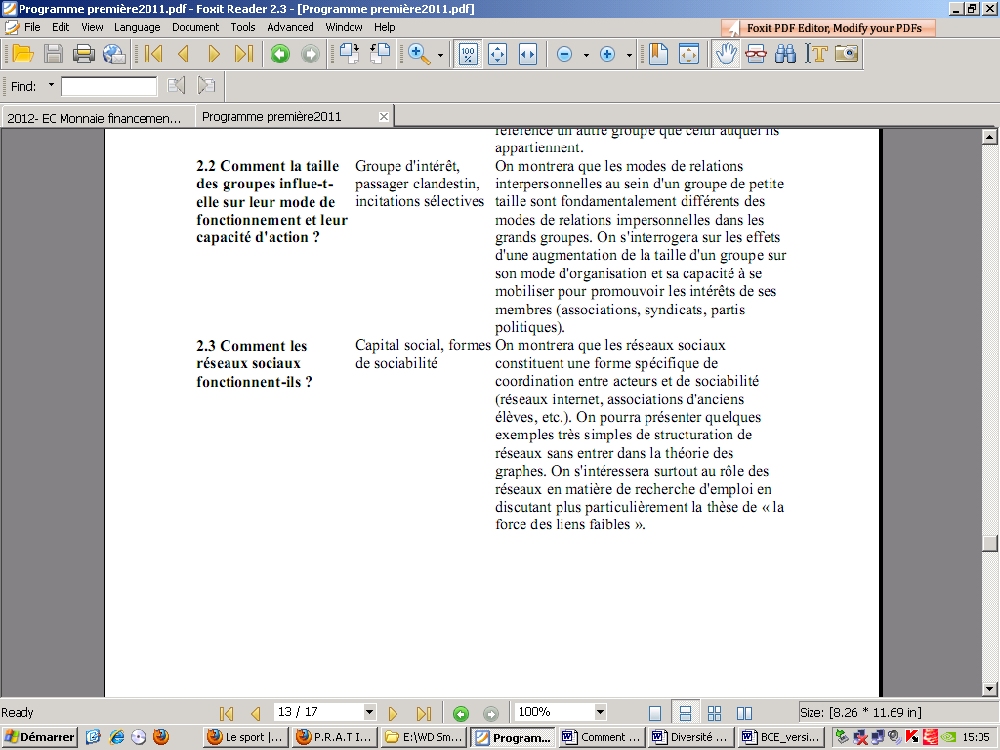 Programme première2011.pdf - Foxit Reader 2.3 - [Programme première2011.pdf]
File Edit View Language Document Tools Advanced Window Help
Foxit PDF Editor, Modify your PDFs
Find:
2012- EC Monnaie financemen...
Programme première2011
référence un autre groupe que celui auquel ils
appartiennent.
2.2 Comment la taille
des groupes influe-t-
elle sur leur mode de
fonctionnement et leur
capacité d'action ?
Groupe d'intérêt,
passager clandestin,
incitations sélectives
On montrera que les modes de relations
interpersonnelles au sein d'un groupe de petite
taille sont fondamentalement différents des
modes de relations impersonnelles dans les
grands groupes. On s'interrogera sur les effets
d'une augmentation de la taille d'un groupe sur
son mode d'organisation et sa capacité à se
mobiliser pour promouvoir les intérêts de ses
membres (associations, syndicats, partis
politiques).
2.3 Comment les
réseaux sociaux
fonctionnent-ils ?
Capital social, formes
de sociabilité
On montrera que les réseaux sociaux
constituent une forme spécifique de
coordination entre acteurs et de sociabilité
(réseaux internet, associations d'anciens
élèves, etc.). On pourra présenter quelques
exemples très simples de structuration de
réseaux sans entrer dans la théorie des
graphes. On s'intéressera surtout au rôle des
réseaux en matière de recherche d'emploi en
discutant plus particulièrement la thèse de « la
force des liens faibles ».
Ready
13 / 17
100%
Size: [8.26 * 11.69 in]
Démarrer
Le sport |...
P.R.A.T.I...
E:\WD Sm...
Program...
Comment ...
Diversité ...
BCE_versi...
15:05